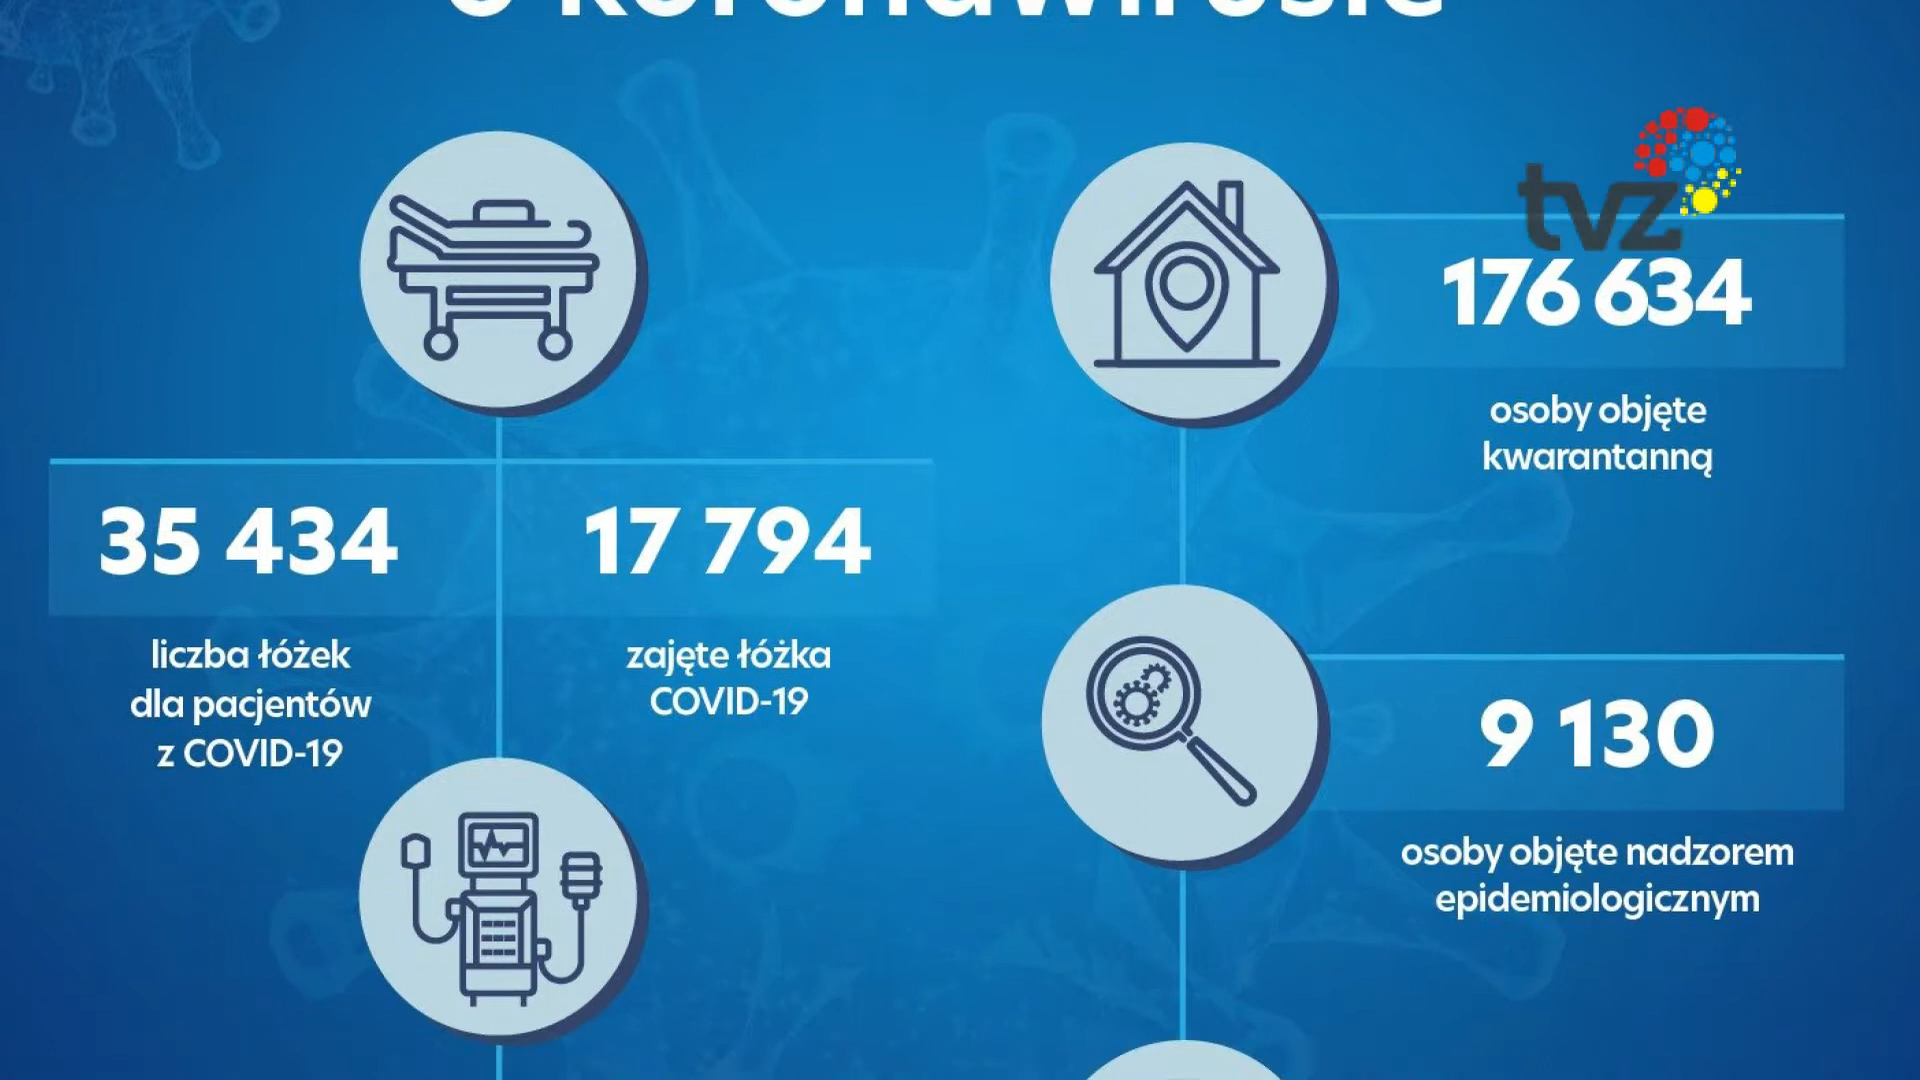 o koronawirusie
tvz
35 434
liczba łóżek
dla pacjentów
z COVID-19
17 794
zajęte łóżka
COVID-19
176 634
osoby objęte
kwarantanną
9 130
osoby objęte nadzorem
epidemiologicznym